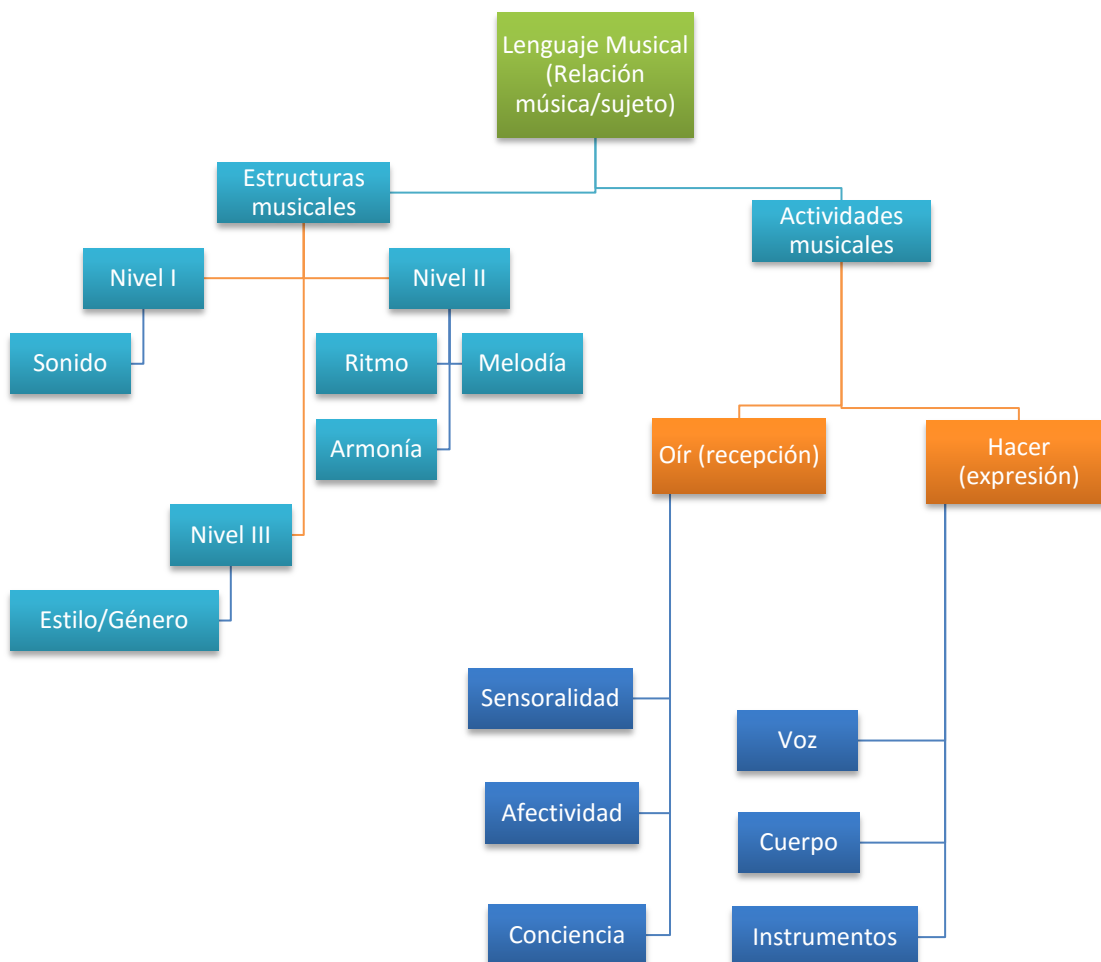 Lenguaje Musical
(Relación
música/sujeto)
Estructuras
musicales
Actividades
musicales
Nivel I
Nivel II
Sonido
Ritmo
Melodía
Armonía
Oír (recepción)
Hacer
(expresión)
Nivel III
Estilo/Género
Sensoralidad
Voz
Afectividad
Cuerpo
Conciencia
Instrumentos